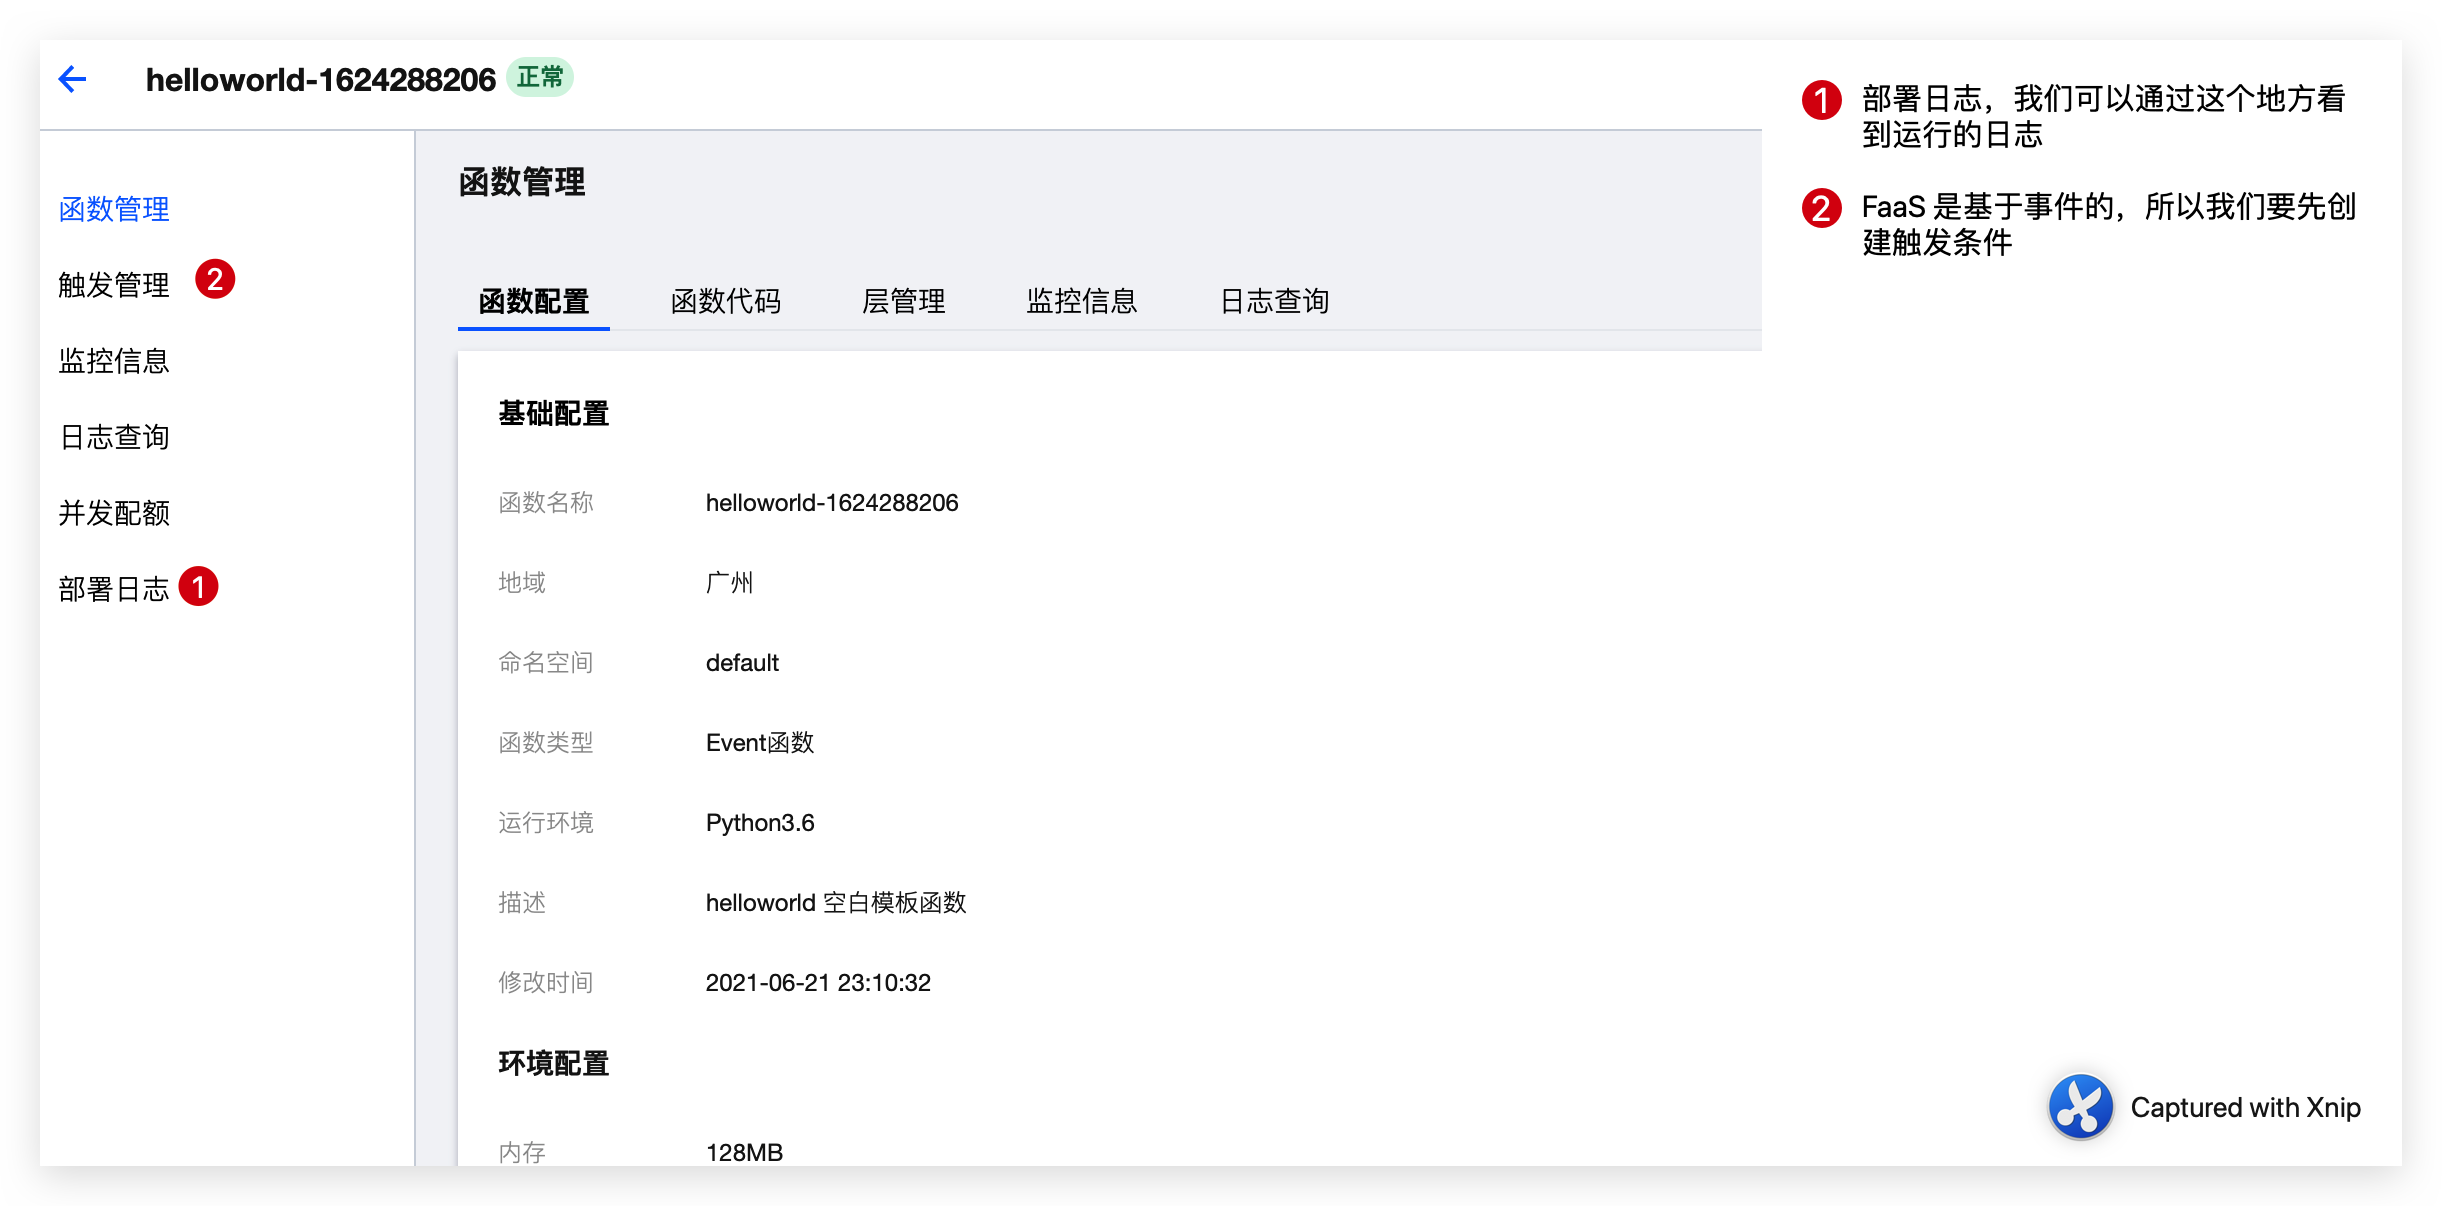 helloworld-1624288206 正常
函数管理
触发管理 2
监控信息
日志查询
并发配额
部署日志 1
函数管理
函数配置 函数代码 层管理 监控信息 日志查询
基础配置
函数名称 helloworld-1624288206
地域 广州
命名空间 default
函数类型 Event函数
运行环境 Python3.6
描述 helloworld 空白模板函数
修改时间 2021-06-21 23:10:32
环境配置
内存 128MB
1 部署日志，我们可以通过这个地方看
到运行的日志
2 FaaS 是基于事件的，所以我们要先创
建触发条件
Captured with Xnip